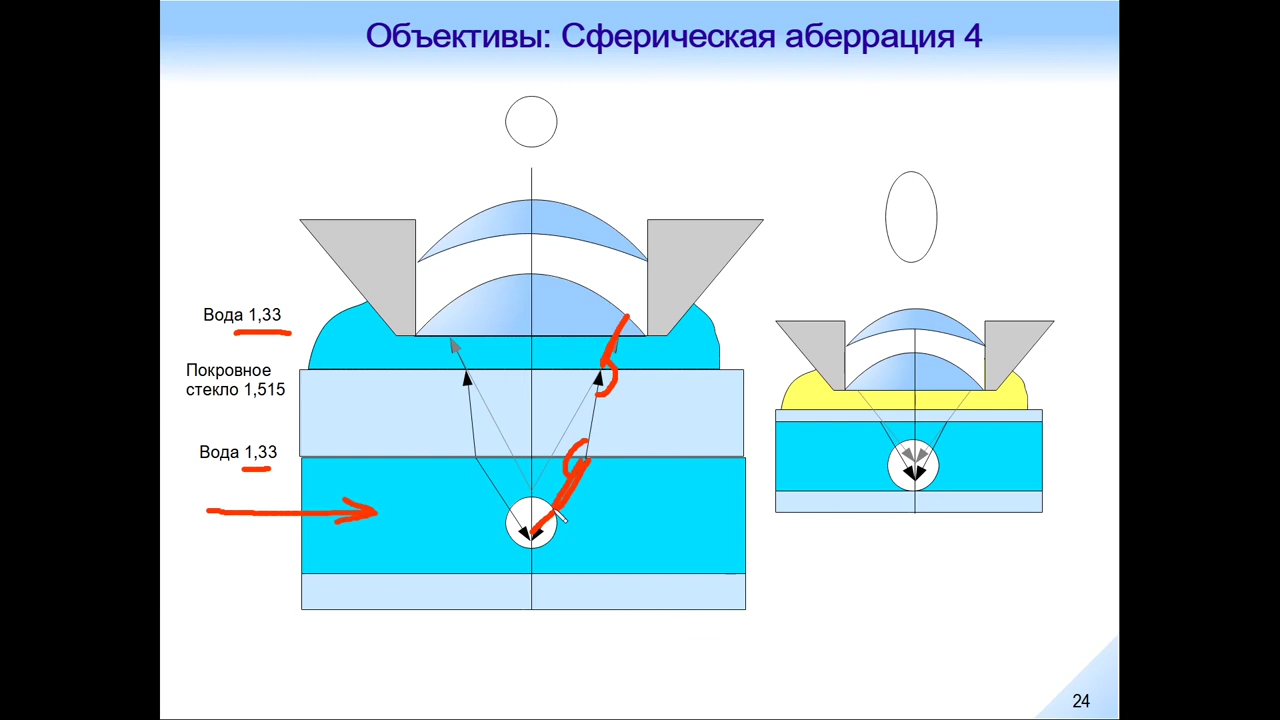 Объективы: Сферическая аберрация 4
Вода 1,33
Покровное
стекло 1,515
Вода 1,33
24